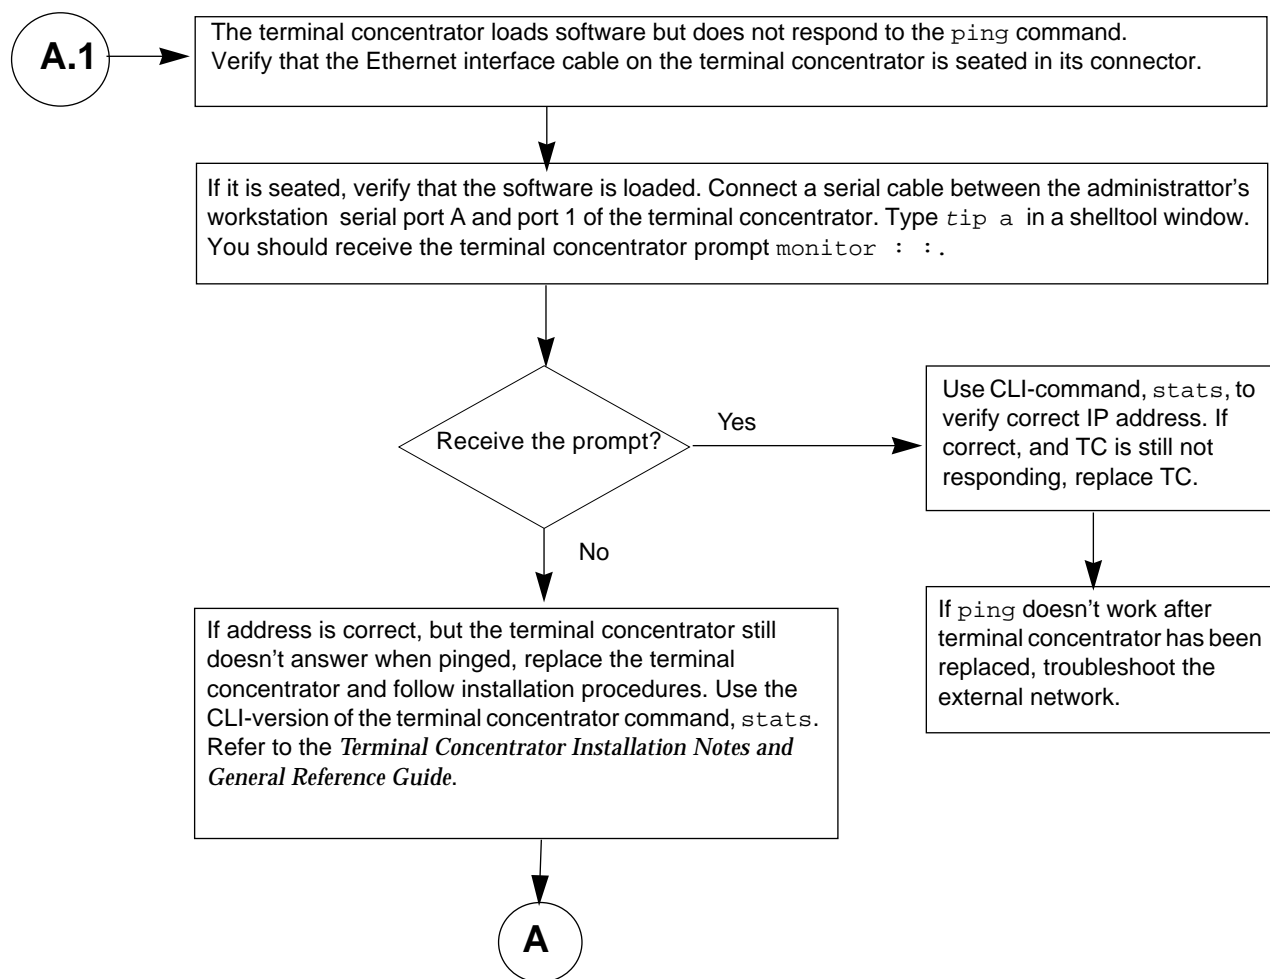 A.1
The terminal concentrator loads software but does not respond to the ping command.
Verify that the Ethernet interface cable on the terminal concentrator is seated in its connector.
If it is seated, verify that the software is loaded. Connect a serial cable between the administrattor's
workstation serial port A and port 1 of the terminal concentrator. Type tip a in a shelltool window.
You should receive the terminal concentrator prompt monitor : :.
Receive the prompt?
Yes
Use CLI-command, stats, to
verify correct IP address. If
correct, and TC is still not
responding, replace TC.
If ping doesn't work after
terminal concentrator has been
replaced, troubleshoot the
external network.
No
If address is correct, but the terminal concentrator still
doesn't answer when pinged, replace the terminal
concentrator and follow installation procedures. Use the
CLI-version of the terminal concentrator command, stats.
Refer to the Terminal Concentrator Installation Notes and
General Reference Guide.
A